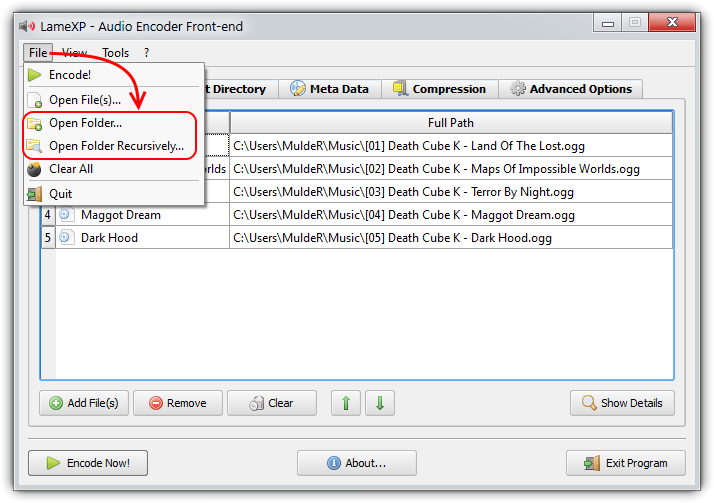 LameXP - Audio Encoder Front-end
File View Tools ?
Encode!
Open File(s)...
Open Folder...
Open Folder Recursively...
Clear All
Quit
t Directory Meta Data Compression Advanced Options
Full Path
C:\Users\MuldeR\Music\[01] Death Cube K - Land Of The Lost.ogg
rlds C:\Users\MuldeR\Music\[02] Death Cube K - Maps Of Impossible Worlds.ogg
C:\Users\MuldeR\Music\[03] Death Cube K - Terror By Night.ogg
4 Maggot Dream C:\Users\MuldeR\Music\[04] Death Cube K - Maggot Dream.ogg
5 Dark Hood C:\Users\MuldeR\Music\[05] Death Cube K - Dark Hood.ogg
Add File(s) Remove Clear Show Details
Encode Now! About... Exit Program